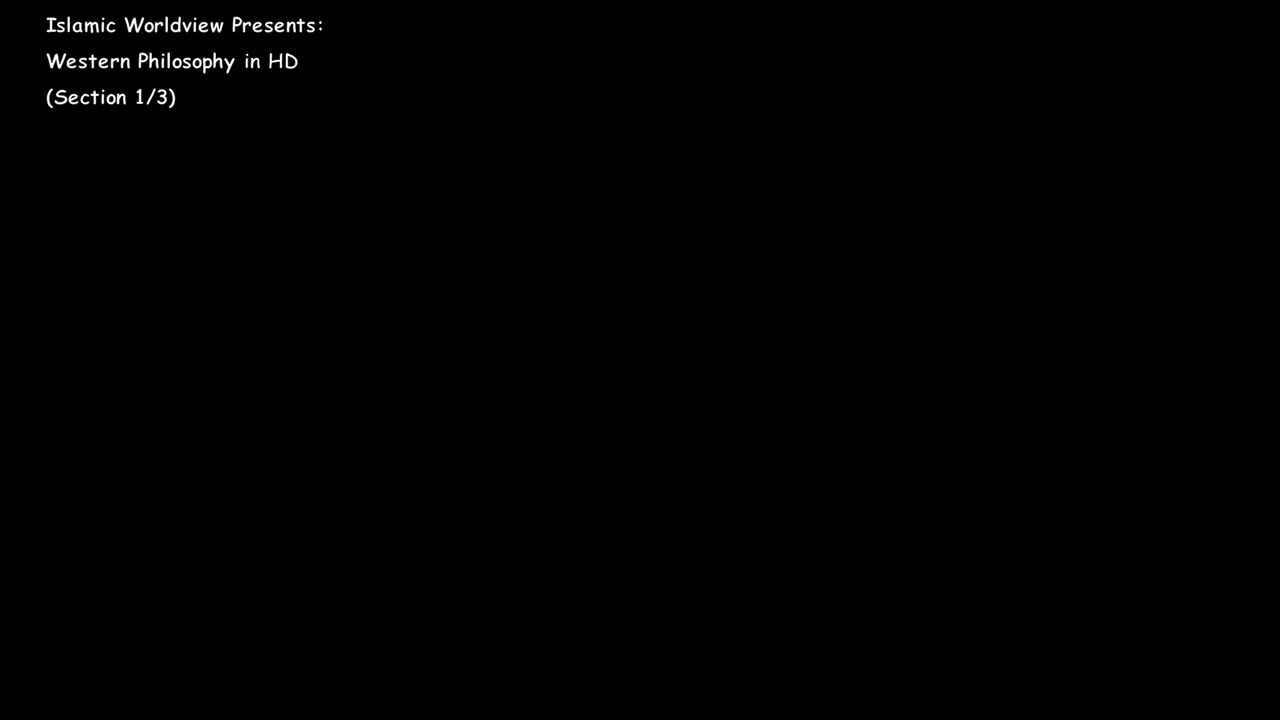 Islamic Worldview Presents:
Western Philosophy in HD
(Section 1/3)